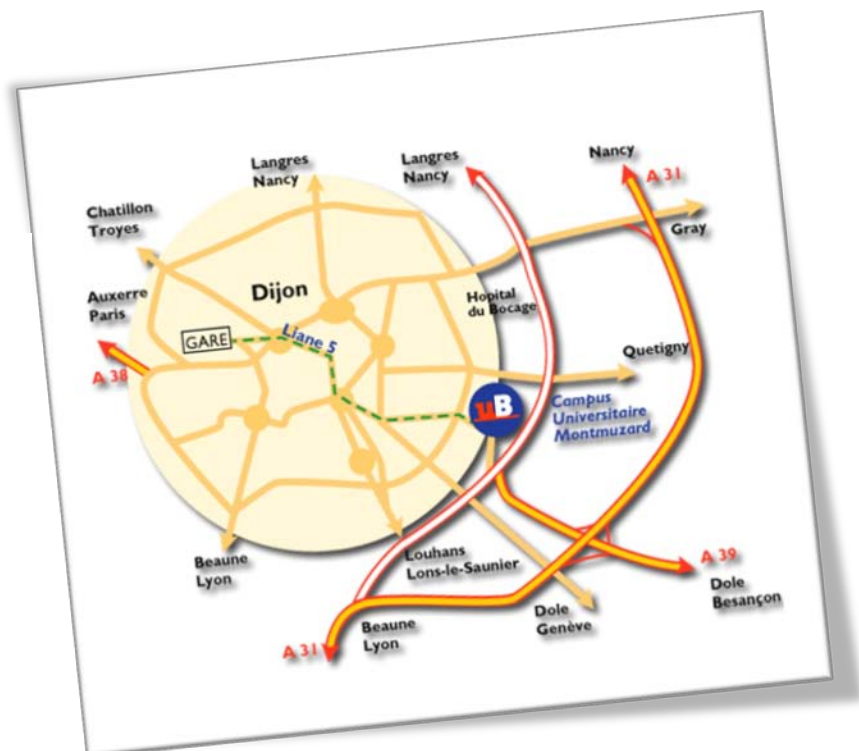 Langres
Nancy
Langres
Nancy
Nancy
A 31
Chatillon
Troyes
Gray
Auxerre
Paris
Dijon
Hopital
du Bocage
GARE
Liane 5
Quetigny
A 38
uB
Campus
Universitaire
Montmuzard
Beaune
Lyon
Louhans
Lons-le-Saunier
A 39
Dole
Besançon
Dole
Genève
Beaune
Lyon
A 31